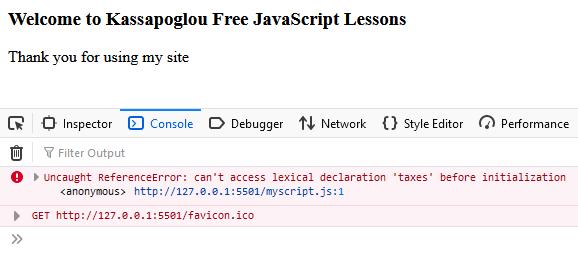 Welcome to Kassapoglou Free JavaScript Lessons
Thank you for using my site
Inspector Console Debugger Network Style Editor Performance
Filter Output
Uncaught ReferenceError: can't access lexical declaration 'taxes' before initialization
<anonymous> http://127.0.0.1:5501/myscript.js:1
GET http://127.0.0.1:5501/favicon.ico